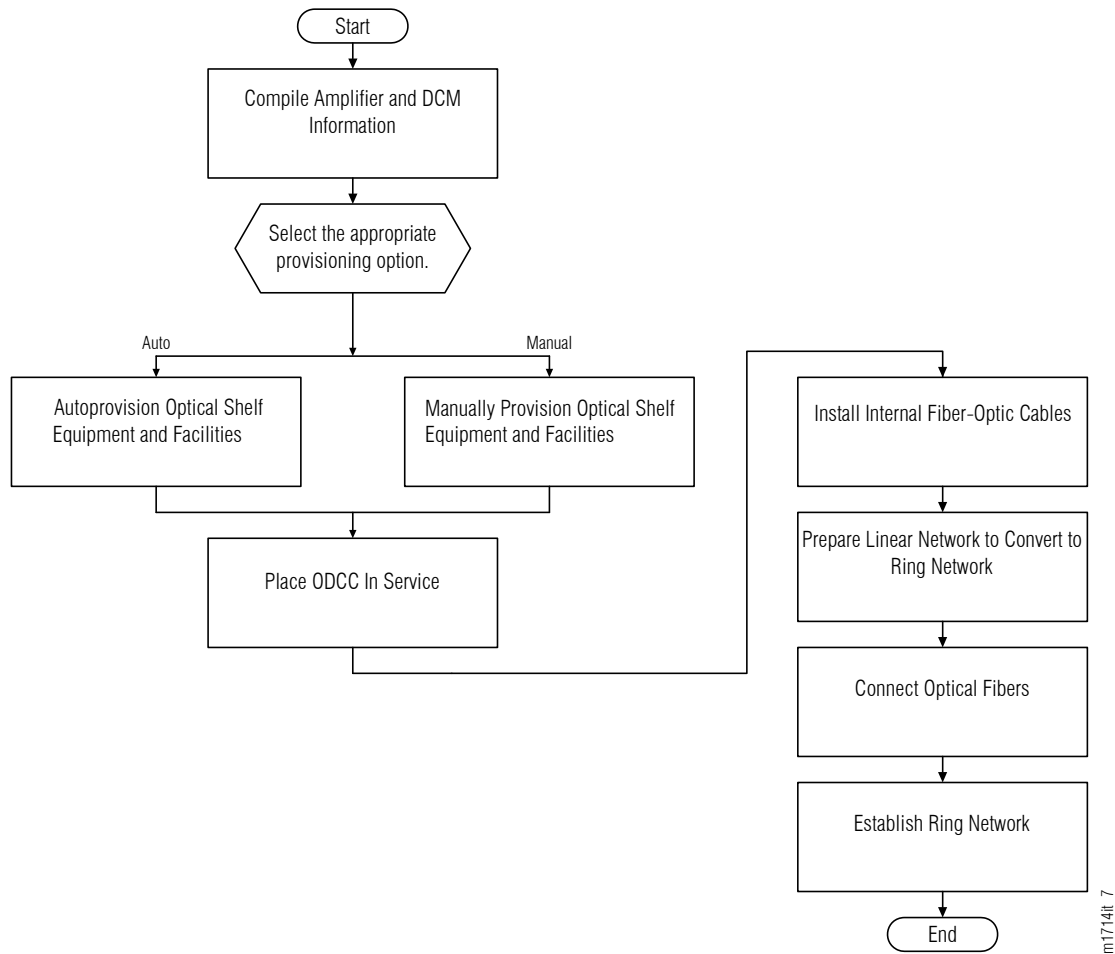 Start
Compile Amplifier and DCM
Information
Select the appropriate
provisioning option.
Auto
Manual
Autoprovision Optical Shelf
Equipment and Facilities
Manually Provision Optical Shelf
Equipment and Facilities
Place ODCC In Service
Install Internal Fiber-Optic Cables
Prepare Linear Network to Convert to
Ring Network
Connect Optical Fibers
Establish Ring Network
End
m1714it_7